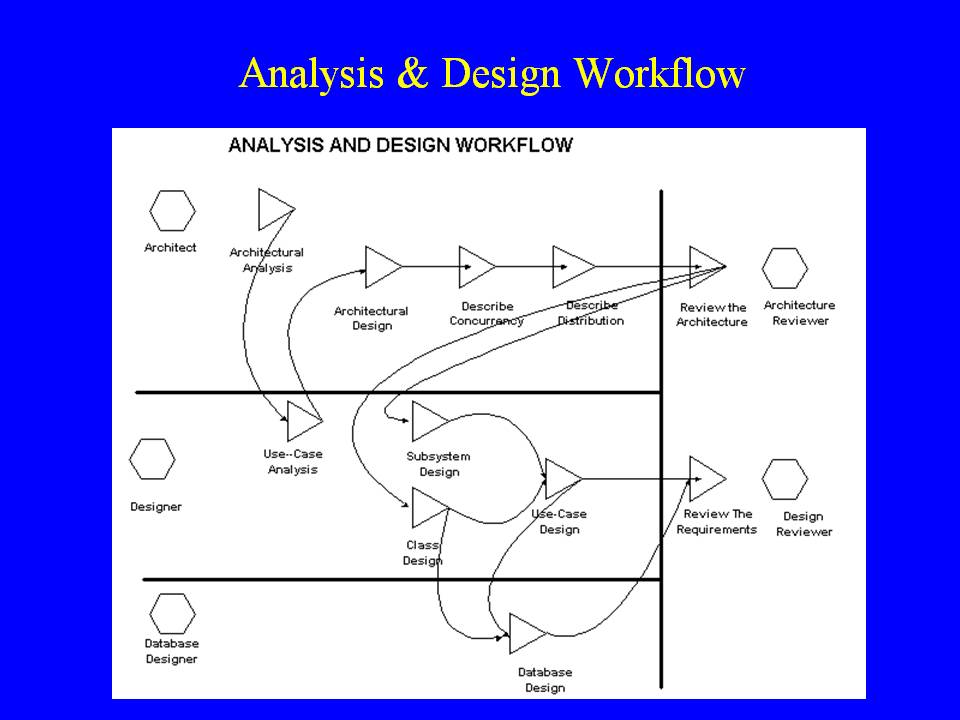 Analysis & Design Workflow
ANALYSIS AND DESIGN WORKFLOW
Architect
Architectural
Analysis
Architectural
Design
Describe
Concurrency
Describe
Distribution
Review the
Architecture
Architecture
Reviewer
Use--Case
Analysis
Subsystem
Design
Designer
Class
Design
Use-Case
Design
Review The
Requirements
Design
Reviewer
Database
Designer
Database
Design